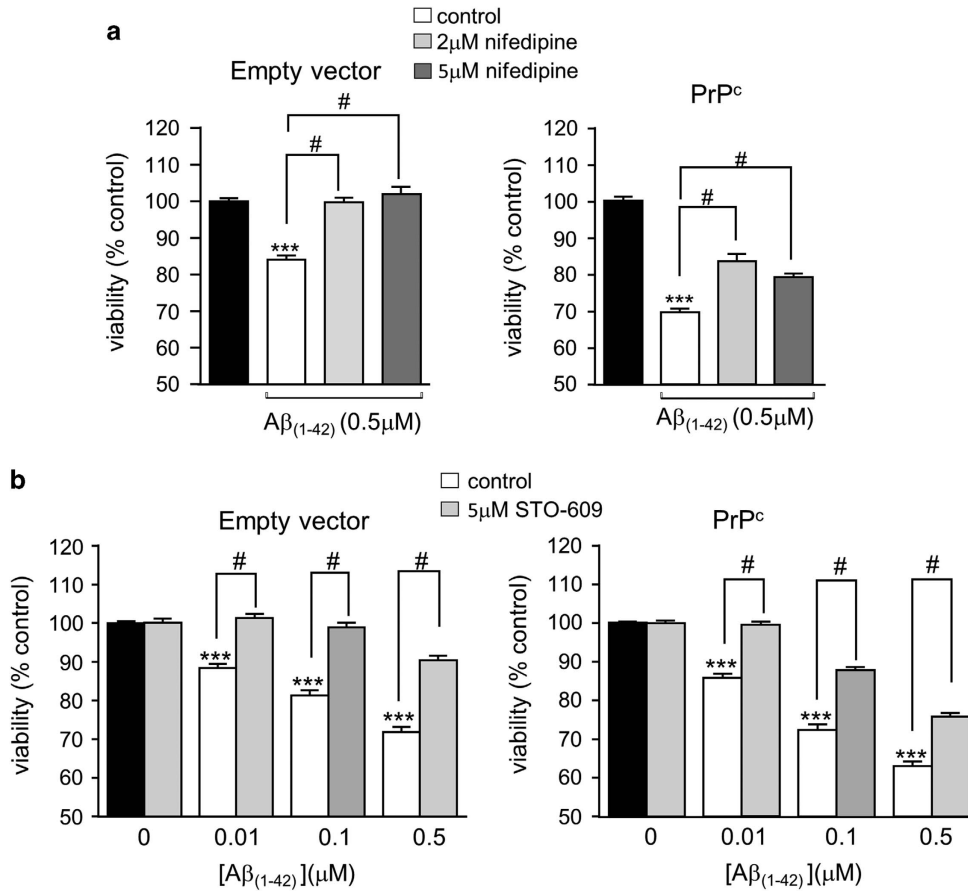 a
control
2μM nifedipine
5μM nifedipine
Empty vector
viability (% control)
120
110
100
90
80
70
60
50
***
#
#
Aβ(1-42) (0.5μM)
PrPᶜ
viability (% control)
120
110
100
90
80
70
60
50
***
#
#
Aβ(1-42) (0.5μM)
b
control
5μM STO-609
Empty vector
viability (% control)
120
110
100
90
80
70
60
50
***
***
***
#
#
#
0 0.01 0.1 0.5
[Aβ(1-42)](μM)
PrPᶜ
viability (% control)
120
110
100
90
80
70
60
50
***
***
***
#
#
#
0 0.01 0.1 0.5
[Aβ(1-42)](μM)